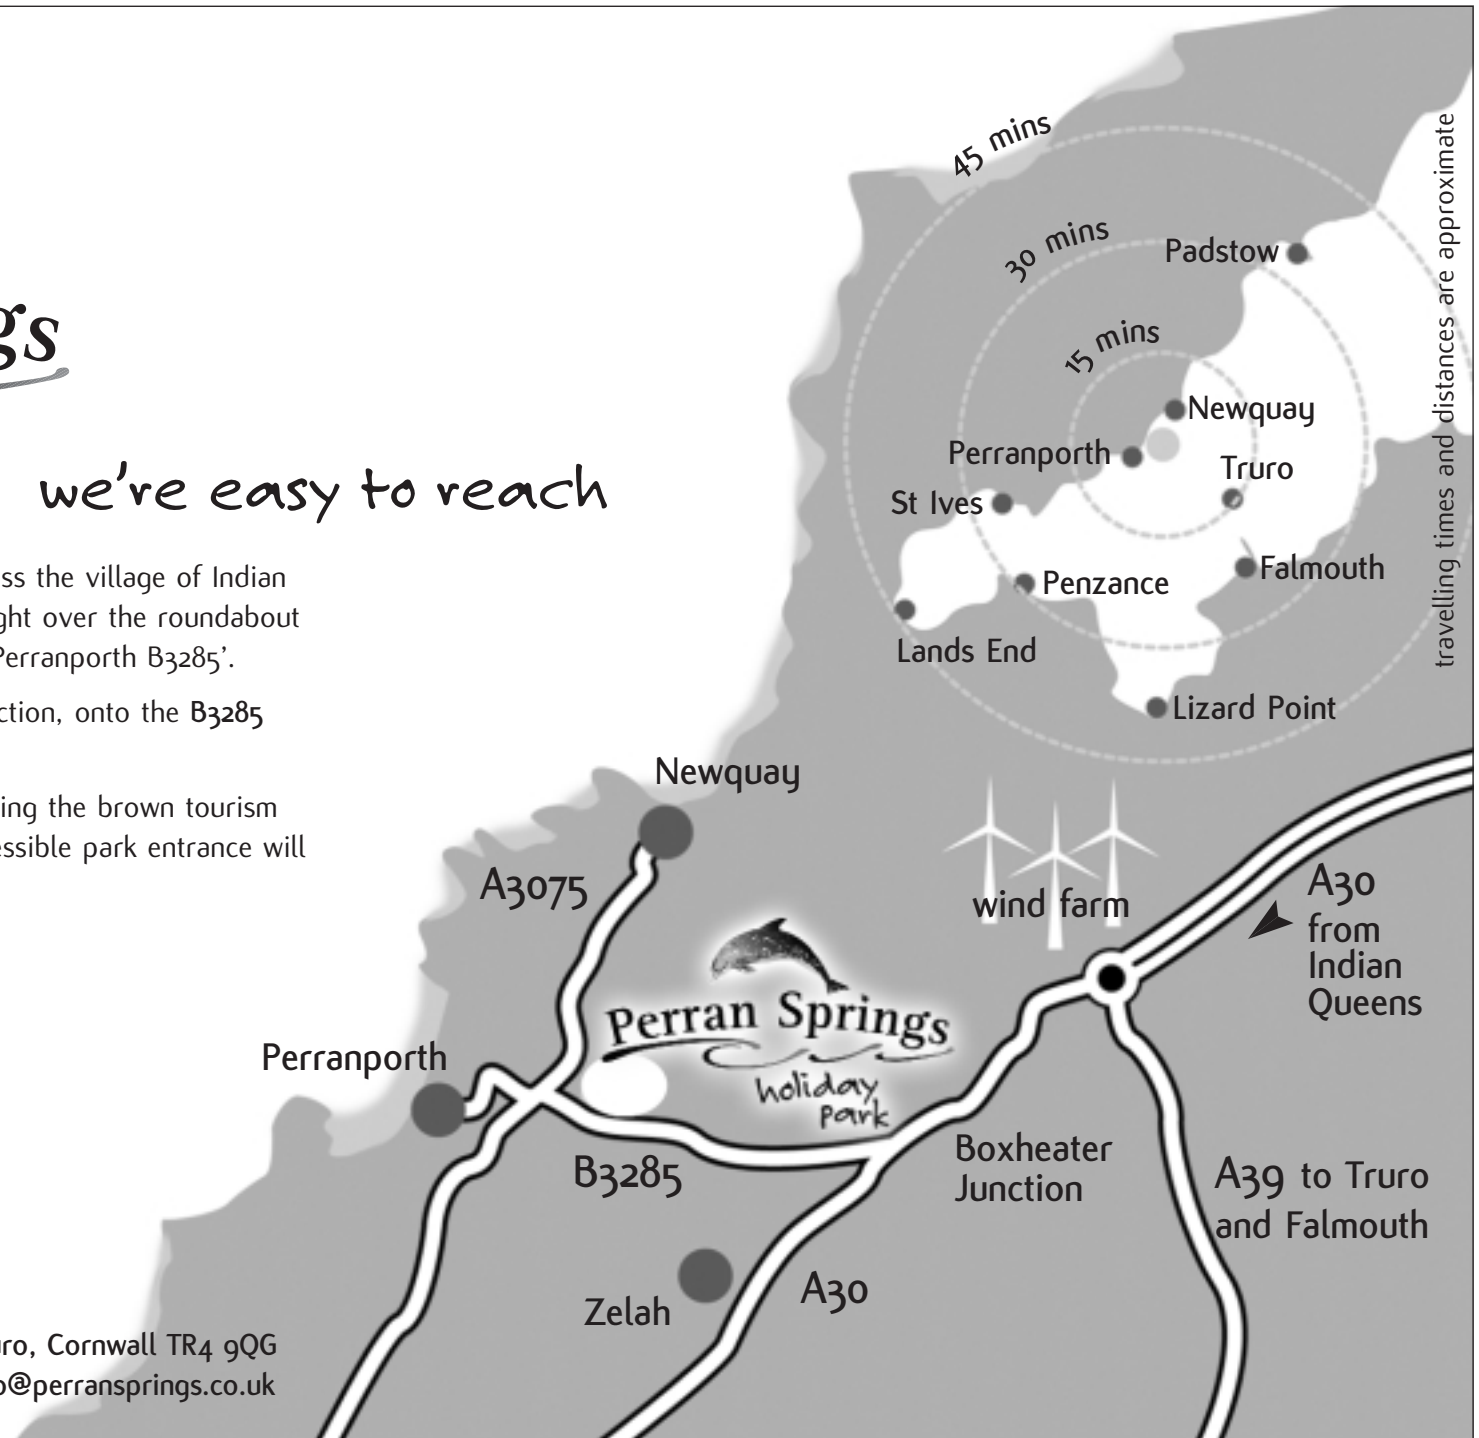 gs
we're easy to reach
ss the village of Indian
ght over the roundabout
Perranporth B3285'.
ction, onto the B3285
ing the brown tourism
essible park entrance will
ro, Cornwall TR4 9QG
o@perransprings.co.uk
45 mins
30 mins
15 mins
Padstow
Newquay
Perranporth
Truro
St Ives
Falmouth
Penzance
Lands End
Lizard Point
travelling times and distances are approximate
Newquay
A3075
wind farm
A30
from
Indian
Queens
Perran Springs
holiday
park
Perranporth
B3285
Boxheater
Junction
A39 to Truro
and Falmouth
Zelah
A30